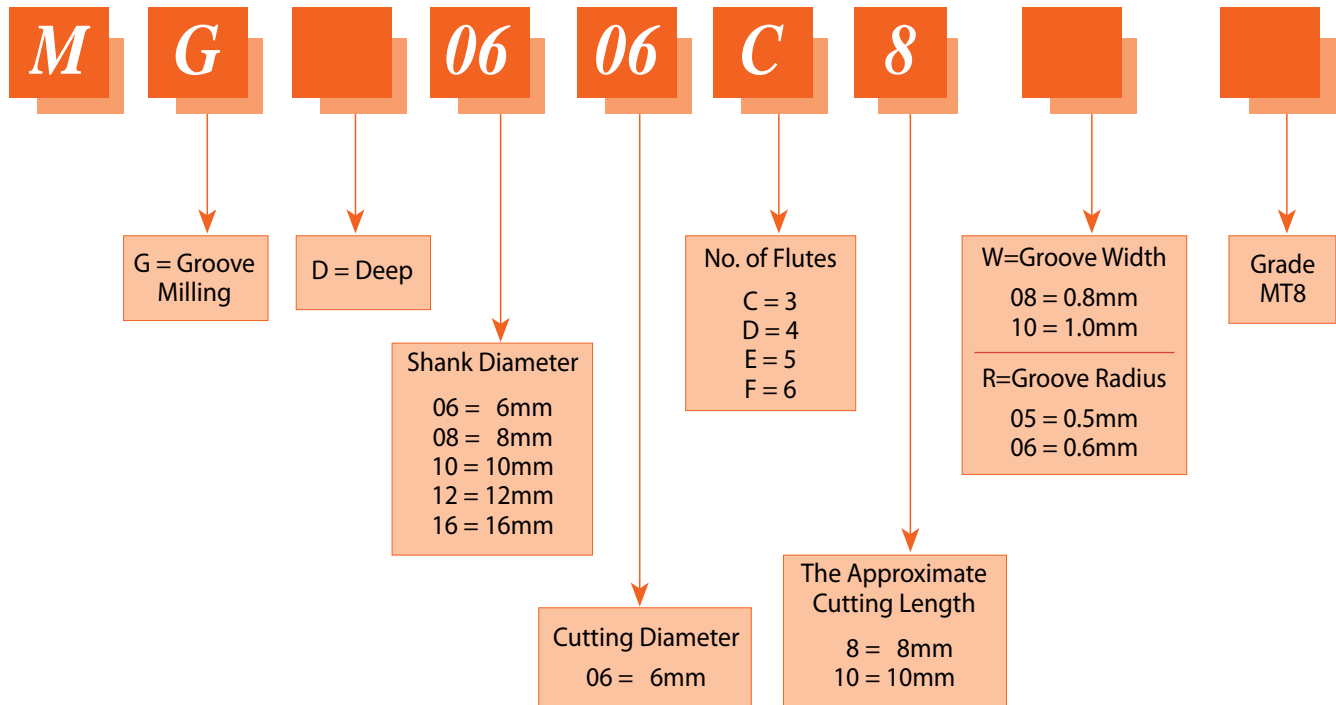 M G 06 06 C 8
G = Groove
Milling
D = Deep
Shank Diameter
06 = 6mm
08 = 8mm
10 = 10mm
12 = 12mm
16 = 16mm
Cutting Diameter
06 = 6mm
No. of Flutes
C = 3
D = 4
E = 5
F = 6
The Approximate
Cutting Length
8 = 8mm
10 = 10mm
W=Groove Width
08 = 0.8mm
10 = 1.0mm
R=Groove Radius
05 = 0.5mm
06 = 0.6mm
Grade
MT8